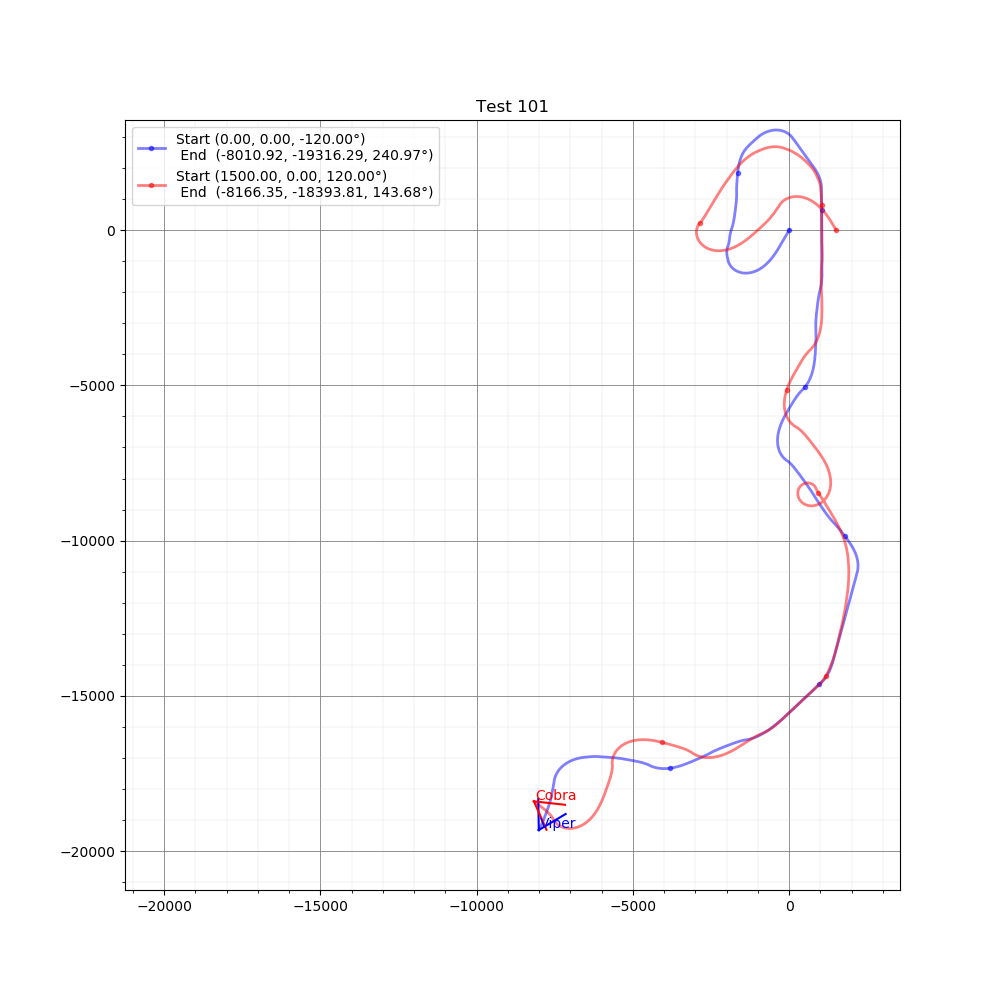 Test 101
Start (0.00, 0.00, -120.00°)
End (-8010.92, -19316.29, 240.97°)
Start (1500.00, 0.00, 120.00°)
End (-8166.35, -18393.81, 143.68°)
0
−5000
−10000
−15000
−20000
Cobra
Viper
−20000 −15000 −10000 −5000 0